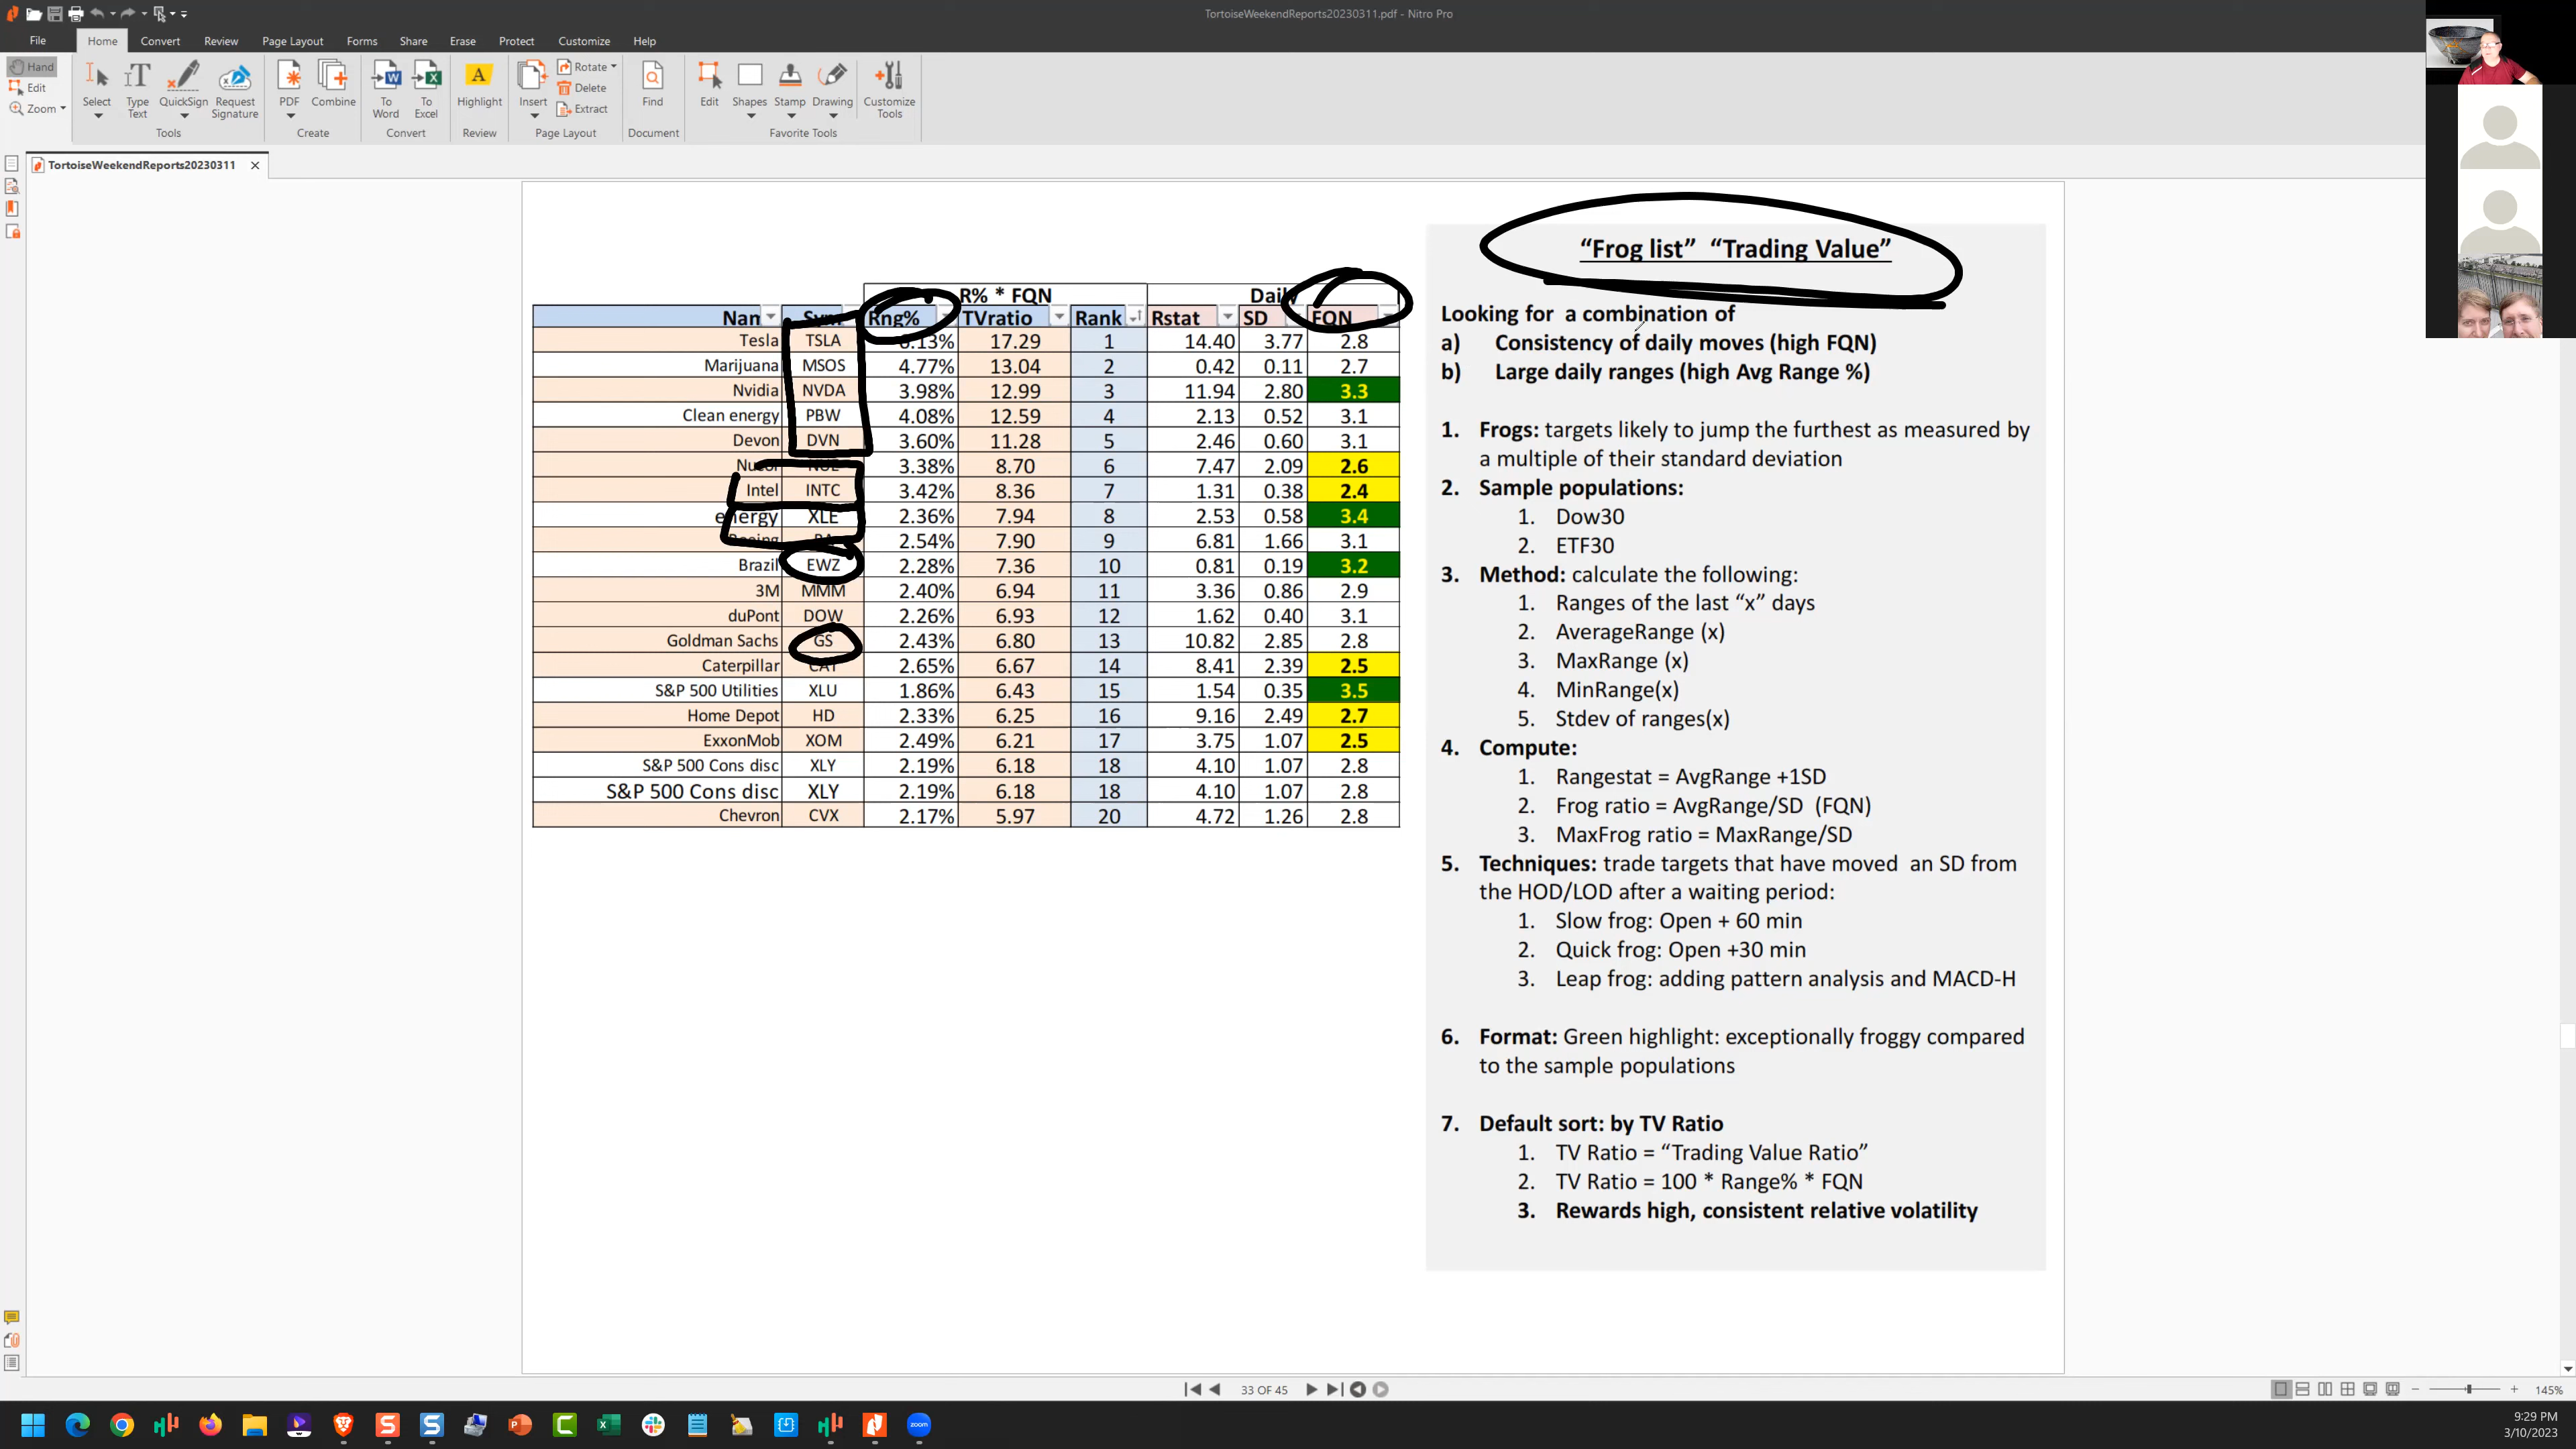 TortoiseWeekendReports20230311.pdf - Nitro Pro
File Home Convert Review Page Layout Forms Share Erase Protect Customize Help
Hand
Edit
Zoom
Select
Type Text
QuickSign
Request Signature
Tools
PDF
Combine
Create
To Word
To Excel
Convert
Highlight
Review
Insert
Rotate
Delete
Extract
Page Layout
Find
Document
Edit
Shapes
Stamp
Drawing
Customize Tools
Favorite Tools
TortoiseWeekendReports20230311
R% * FQN Daily
Nam Sym Rng% TVratio Rank Rstat SD FQN
Tesla TSLA 6.13% 17.29 1 14.40 3.77 2.8
Marijuana MSOS 4.77% 13.04 2 0.42 0.11 2.7
Nvidia NVDA 3.98% 12.99 3 11.94 2.80 3.3
Clean energy PBW 4.08% 12.59 4 2.13 0.52 3.1
Devon DVN 3.60% 11.28 5 2.46 0.60 3.1
Nucor NUE 3.38% 8.70 6 7.47 2.09 2.6
Intel INTC 3.42% 8.36 7 1.31 0.38 2.4
energy XLE 2.36% 7.94 8 2.53 0.58 3.4
Boeing BA 2.54% 7.90 9 6.81 1.66 3.1
Brazil EWZ 2.28% 7.36 10 0.81 0.19 3.2
3M MMM 2.40% 6.94 11 3.36 0.86 2.9
duPont DOW 2.26% 6.93 12 1.62 0.40 3.1
Goldman Sachs GS 2.43% 6.80 13 10.82 2.85 2.8
Caterpillar CAT 2.65% 6.67 14 8.41 2.39 2.5
S&P 500 Utilities XLU 1.86% 6.43 15 1.54 0.35 3.5
Home Depot HD 2.33% 6.25 16 9.16 2.49 2.7
ExxonMob XOM 2.49% 6.21 17 3.75 1.07 2.5
S&P 500 Cons disc XLY 2.19% 6.18 18 4.10 1.07 2.8
S&P 500 Cons disc XLY 2.19% 6.18 18 4.10 1.07 2.8
Chevron CVX 2.17% 5.97 20 4.72 1.26 2.8
“Frog list” “Trading Value”
Looking for a combination of
a) Consistency of daily moves (high FQN)
b) Large daily ranges (high Avg Range %)
1. Frogs: targets likely to jump the furthest as measured by
a multiple of their standard deviation
2. Sample populations:
1. Dow30
2. ETF30
3. Method: calculate the following:
1. Ranges of the last “x” days
2. AverageRange (x)
3. MaxRange (x)
4. MinRange(x)
5. Stdev of ranges(x)
4. Compute:
1. Rangestat = AvgRange +1SD
2. Frog ratio = AvgRange/SD (FQN)
3. MaxFrog ratio = MaxRange/SD
5. Techniques: trade targets that have moved an SD from
the HOD/LOD after a waiting period:
1. Slow frog: Open + 60 min
2. Quick frog: Open +30 min
3. Leap frog: adding pattern analysis and MACD-H
6. Format: Green highlight: exceptionally froggy compared
to the sample populations
7. Default sort: by TV Ratio
1. TV Ratio = “Trading Value Ratio”
2. TV Ratio = 100 * Range% * FQN
3. Rewards high, consistent relative volatility
33 OF 45
145%
zoom
9:29 PM
3/10/2023